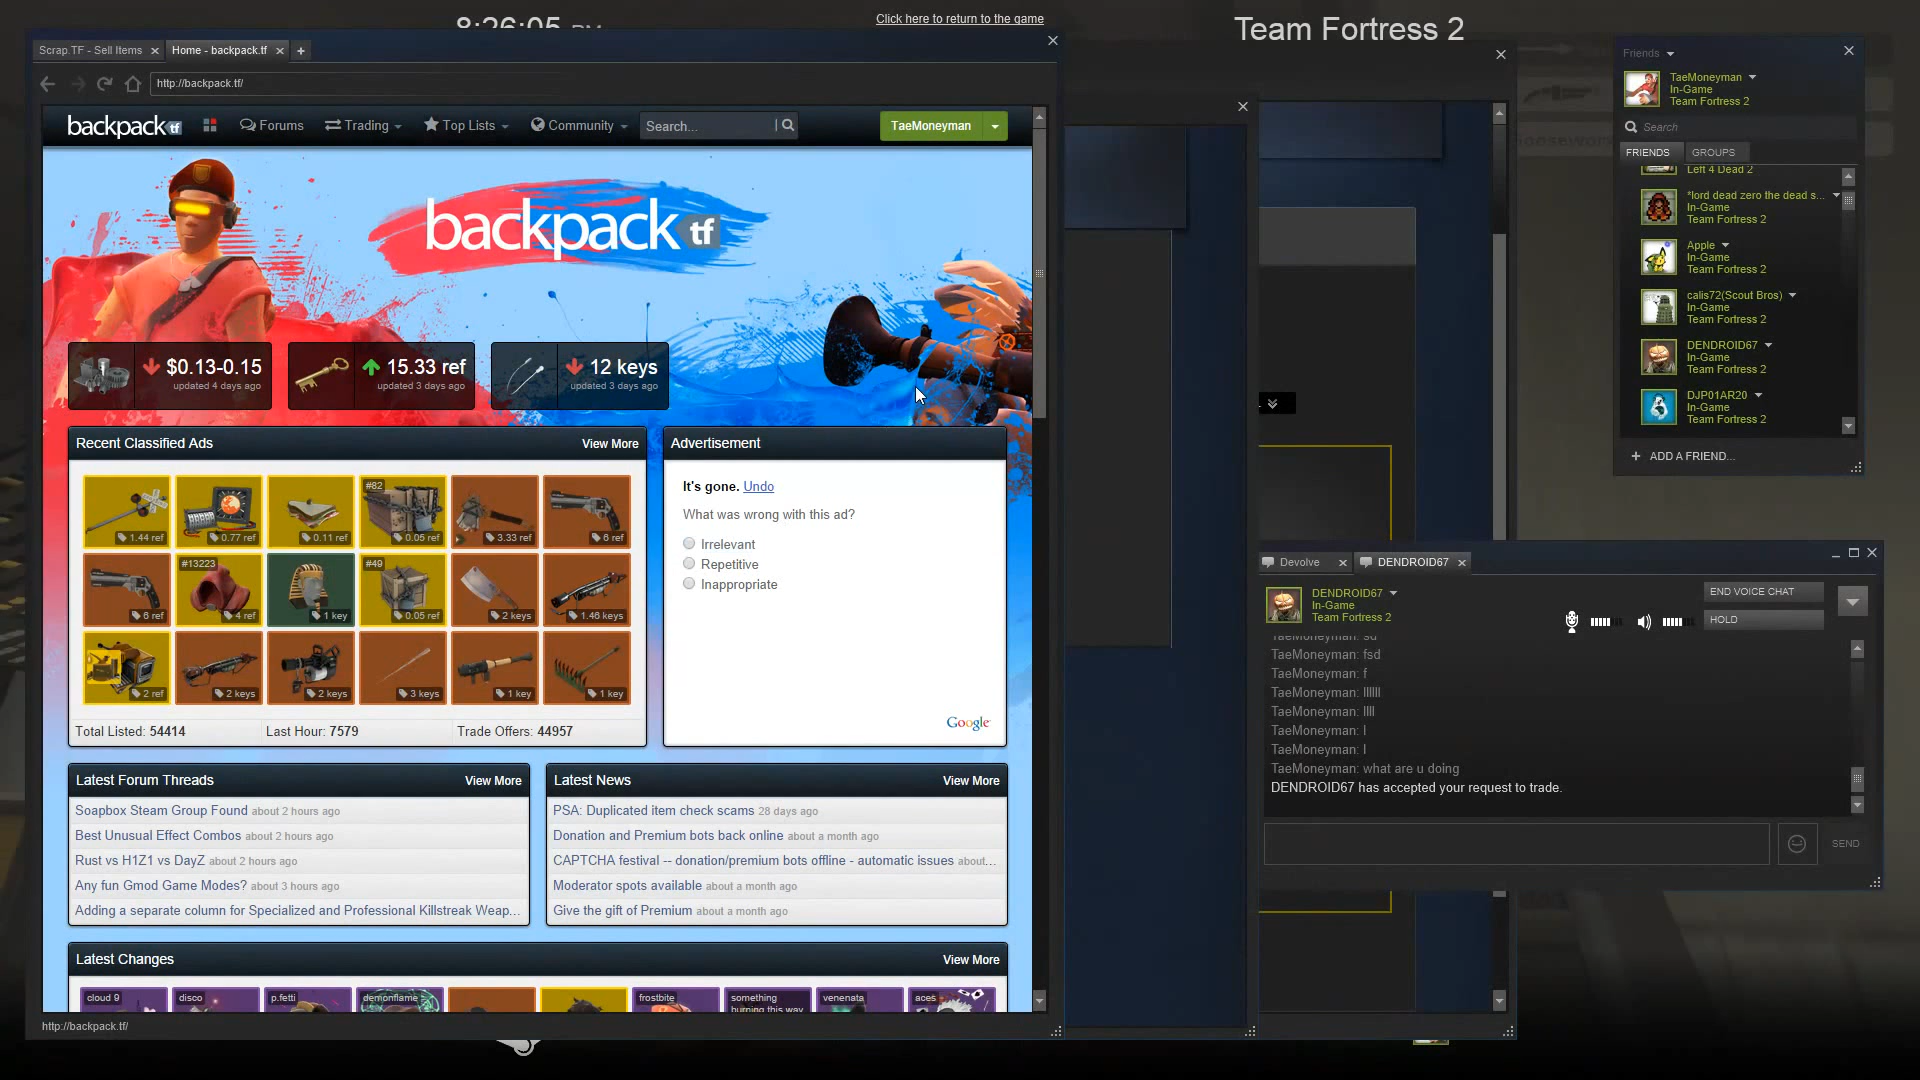 8:26:05 PM
Click here to return to the game
Team Fortress 2
Scrap.TF - Sell Items
Home - backpack.tf
http://backpack.tf/
backpack tf
Forums
Trading
Top Lists
Community
Search...
TaeMoneyman
backpack tf
$0.13-0.15
updated 4 days ago
15.33 ref
updated 3 days ago
12 keys
updated 3 days ago
Recent Classified Ads
View More
1.44 ref
0.77 ref
0.11 ref
#82
0.05 ref
3.33 ref
6 ref
6 ref
#13223
4 ref
1 key
#49
0.05 ref
2 keys
1.46 keys
2 ref
2 keys
2 keys
3 keys
1 key
1 key
Total Listed: 54414
Last Hour: 7579
Trade Offers: 44957
Advertisement
It's gone. Undo
What was wrong with this ad?
Irrelevant
Repetitive
Inappropriate
Google
Latest Forum Threads
View More
Soapbox Steam Group Found about 2 hours ago
Best Unusual Effect Combos about 2 hours ago
Rust vs H1Z1 vs DayZ about 2 hours ago
Any fun Gmod Game Modes? about 3 hours ago
Adding a separate column for Specialized and Professional Killstreak Weap...
Latest News
View More
PSA: Duplicated item check scams 28 days ago
Donation and Premium bots back online about a month ago
CAPTCHA festival -- donation/premium bots offline - automatic issues about...
Moderator spots available about a month ago
Give the gift of Premium about a month ago
Latest Changes
View More
cloud 9
disco
p.fetti
demonflame
frostbite
something
burning this way
venenata
aces
http://backpack.tf/
Friends
TaeMoneyman
In-Game
Team Fortress 2
Search
FRIENDS
GROUPS
Left 4 Dead 2
*lord dead zero the dead s...
In-Game
Team Fortress 2
Apple
In-Game
Team Fortress 2
calis72(Scout Bros)
In-Game
Team Fortress 2
DENDROID67
In-Game
Team Fortress 2
DJP01AR20
In-Game
Team Fortress 2
+ ADD A FRIEND...
Devolve
DENDROID67
DENDROID67
In-Game
Team Fortress 2
END VOICE CHAT
HOLD
TaeMoneyman: sd
TaeMoneyman: fsd
TaeMoneyman: f
TaeMoneyman: llllll
TaeMoneyman: llll
TaeMoneyman: l
TaeMoneyman: l
TaeMoneyman: what are u doing
DENDROID67 has accepted your request to trade.
SEND